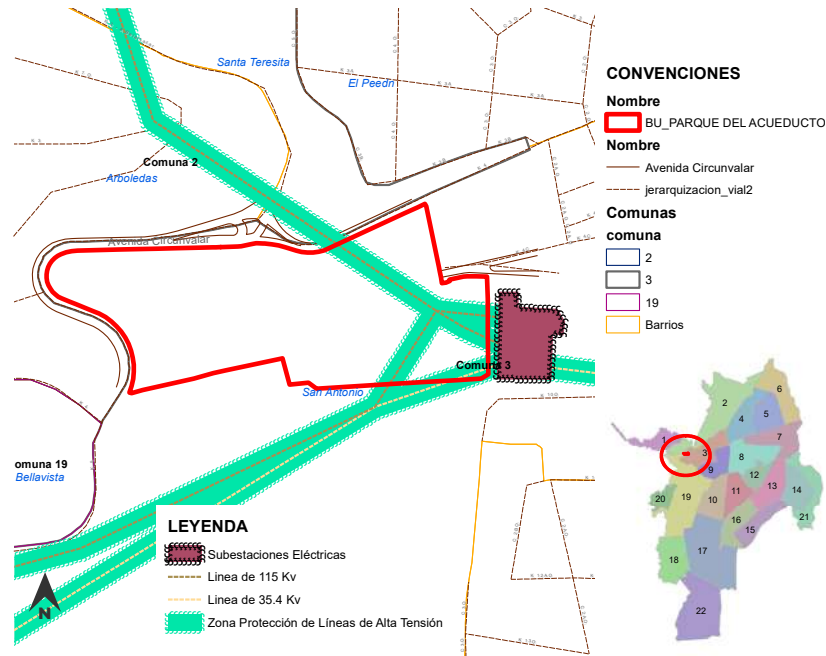 Santa Teresita
El Peedn
Comuna 2
Arboledas
Avenida Circunvalar
Comuna 3
San Antonio
omuna 19
Bellavista
N
LEYENDA
Subestaciones Eléctricas
Linea de 115 Kv
Linea de 35.4 Kv
Zona Protección de Líneas de Alta Tensión
CONVENCIONES
Nombre
BU_PARQUE DEL ACUEDUCTO
Nombre
Avenida Circunvalar
jerarquizacion_vial2
Comunas
comuna
2
3
19
Barrios
6
2
5
4
1
7
3
8
9
12
13
14
20
19
10
11
21
16
15
17
18
22